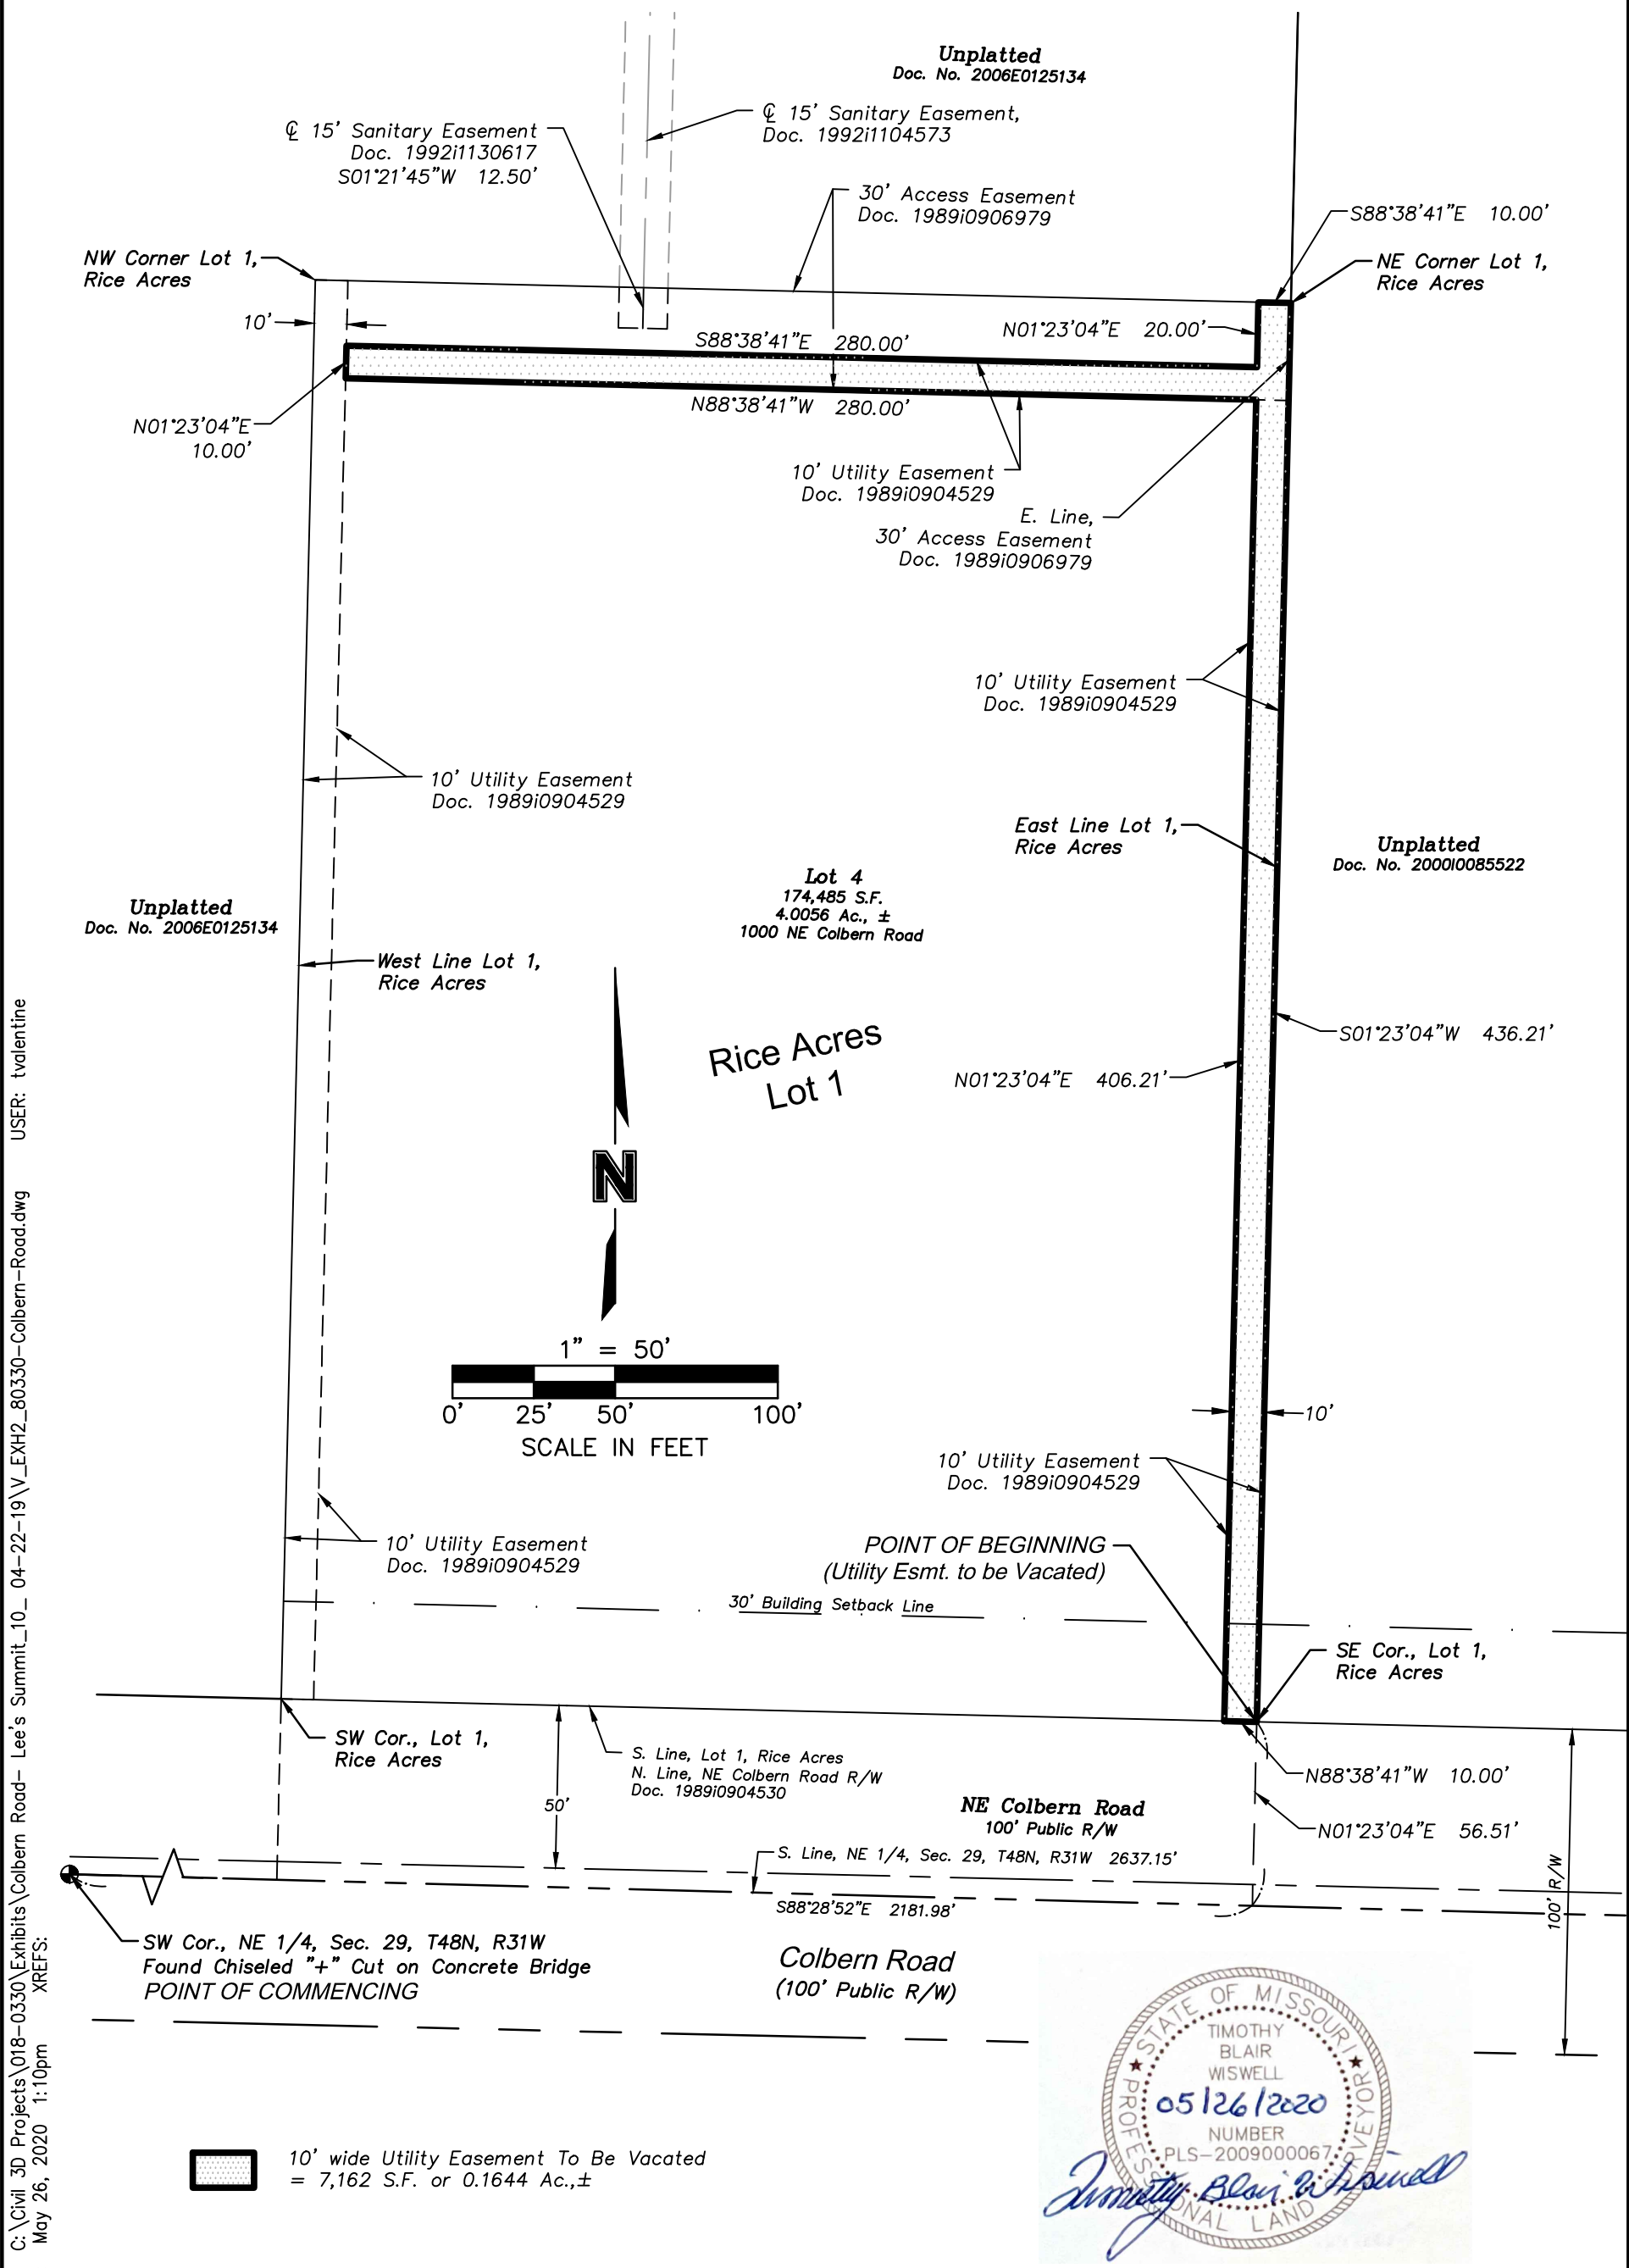 Unplatted
Doc. No. 2006E0125134
℄ 15' Sanitary Easement
Doc. 1992i1130617
S01°21'45"W 12.50'
℄ 15' Sanitary Easement,
Doc. 1992i1104573
30' Access Easement
Doc. 1989i0906979
S88°38'41"E 10.00'
NW Corner Lot 1,
Rice Acres
NE Corner Lot 1,
Rice Acres
10'
N01°23'04"E 20.00'
S88°38'41"E 280.00'
N88°38'41"W 280.00'
N01°23'04"E
10.00'
10' Utility Easement
Doc. 1989i0904529
E. Line,
30' Access Easement
Doc. 1989i0906979
10' Utility Easement
Doc. 1989i0904529
10' Utility Easement
Doc. 1989i0904529
East Line Lot 1,
Rice Acres
Unplatted
Doc. No. 2000I0085522
Lot 4
174,485 S.F.
4.0056 Ac., ±
1000 NE Colbern Road
Unplatted
Doc. No. 2006E0125134
West Line Lot 1,
Rice Acres
Rice Acres
Lot 1
S01°23'04"W 436.21'
N01°23'04"E 406.21'
N
1" = 50'
0' 25' 50' 100'
SCALE IN FEET
10'
10' Utility Easement
Doc. 1989i0904529
10' Utility Easement
Doc. 1989i0904529
POINT OF BEGINNING
(Utility Esmt. to be Vacated)
30' Building Setback Line
SE Cor., Lot 1,
Rice Acres
SW Cor., Lot 1,
Rice Acres
S. Line, Lot 1, Rice Acres
N. Line, NE Colbern Road R/W
Doc. 1989i0904530
50'
N88°38'41"W 10.00'
NE Colbern Road
100' Public R/W
N01°23'04"E 56.51'
S. Line, NE 1/4, Sec. 29, T48N, R31W 2637.15'
S88°28'52"E 2181.98'
100' R/W
SW Cor., NE 1/4, Sec. 29, T48N, R31W
Found Chiseled "+" Cut on Concrete Bridge
POINT OF COMMENCING
Colbern Road
(100' Public R/W)
STATE OF MISSOURI
TIMOTHY
BLAIR
WISWELL
05/26/2020
NUMBER
PLS-2009000067
PROFESSIONAL LAND SURVEYOR
Timothy Blair Wiswell
10' wide Utility Easement To Be Vacated
= 7,162 S.F. or 0.1644 Ac.,±
C:\Civil 3D Projects\018-0330\Exhibits\Colbern Road- Lee's Summit_10_ 04-22-19\V_EXH2_80330-Colbern-Road.dwg USER: tvalentine
May 26, 2020 1:10pm XREFS: